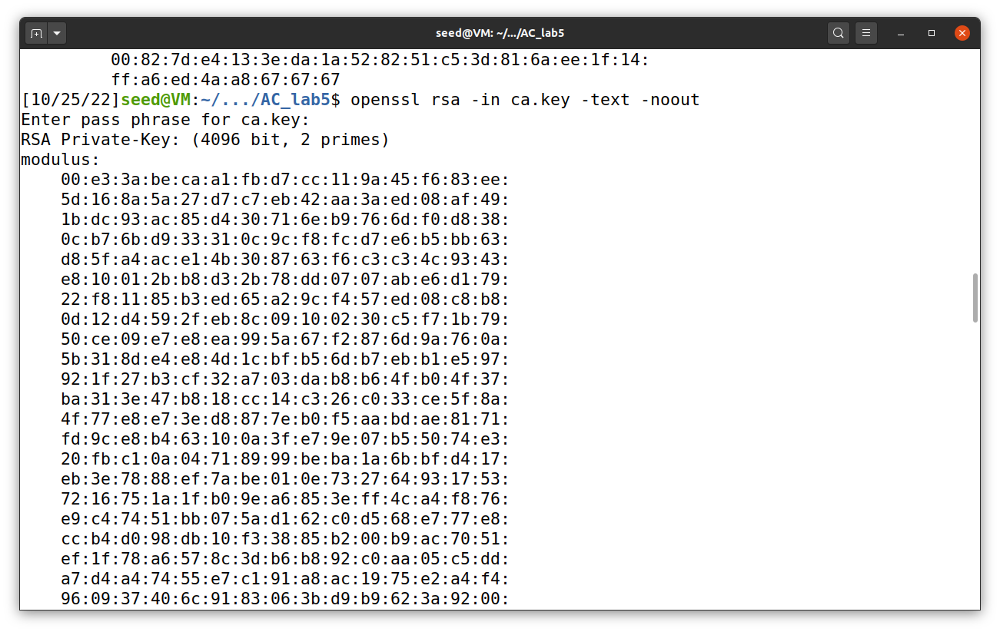 seed@VM: ~/.../AC_lab5
00:82:7d:e4:13:3e:da:1a:52:82:51:c5:3d:81:6a:ee:1f:14:
ff:a6:ed:4a:a8:67:67:67
[10/25/22]seed@VM:~/.../AC_lab5$ openssl rsa -in ca.key -text -noout
Enter pass phrase for ca.key:
RSA Private-Key: (4096 bit, 2 primes)
modulus:
00:e3:3a:be:ca:a1:fb:d7:cc:11:9a:45:f6:83:ee:
5d:16:8a:5a:27:d7:c7:eb:42:aa:3a:ed:08:af:49:
1b:dc:93:ac:85:d4:30:71:6e:b9:76:6d:f0:d8:38:
0c:b7:6b:d9:33:31:0c:9c:f8:fc:d7:e6:b5:bb:63:
d8:5f:a4:ac:e1:4b:30:87:63:f6:c3:c3:4c:93:43:
e8:10:01:2b:b8:d3:2b:78:dd:07:07:ab:e6:d1:79:
22:f8:11:85:b3:ed:65:a2:9c:f4:57:ed:08:c8:b8:
0d:12:d4:59:2f:eb:8c:09:10:02:30:c5:f7:1b:79:
50:ce:09:e7:e8:ea:99:5a:67:f2:87:6d:9a:76:0a:
5b:31:8d:e4:e8:4d:1c:bf:b5:6d:b7:eb:b1:e5:97:
92:1f:27:b3:cf:32:a7:03:da:b8:b6:4f:b0:4f:37:
ba:31:3e:47:b8:18:cc:14:c3:26:c0:33:ce:5f:8a:
4f:77:e8:e7:3e:d8:87:7e:b0:f5:aa:bd:ae:81:71:
fd:9c:e8:b4:63:10:0a:3f:e7:9e:07:b5:50:74:e3:
20:fb:c1:0a:04:71:89:99:be:ba:1a:6b:bf:d4:17:
eb:3e:78:88:ef:7a:be:01:0e:73:27:64:93:17:53:
72:16:75:1a:1f:b0:9e:a6:85:3e:ff:4c:a4:f8:76:
e9:c4:74:51:bb:07:5a:d1:62:c0:d5:68:e7:77:e8:
cc:b4:d0:98:db:10:f3:38:85:b2:00:b9:ac:70:51:
ef:1f:78:a6:57:8c:3d:b6:b8:92:c0:aa:05:c5:dd:
a7:d4:a4:74:55:e7:c1:91:a8:ac:19:75:e2:a4:f4:
96:09:37:40:6c:91:83:06:3b:d9:b9:62:3a:92:00: